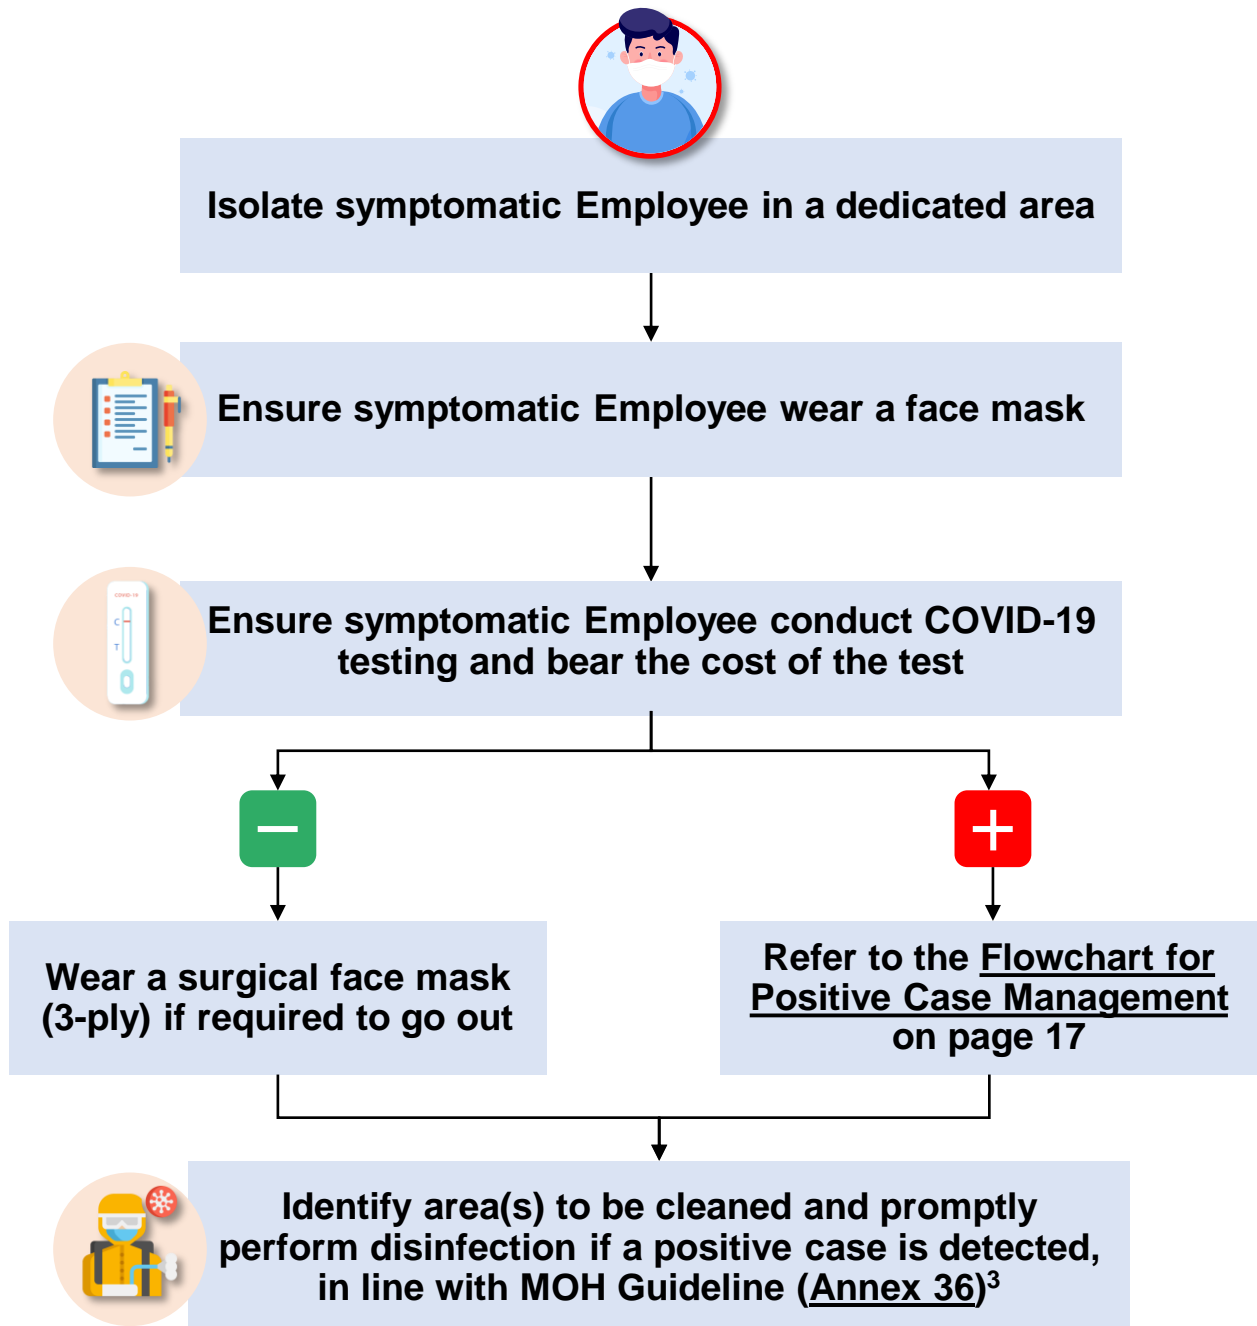 Isolate symptomatic Employee in a dedicated area
Ensure symptomatic Employee wear a face mask
COVID-19
C
T
Ensure symptomatic Employee conduct COVID-19
testing and bear the cost of the test
Wear a surgical face mask
(3-ply) if required to go out
Refer to the Flowchart for
Positive Case Management
on page 17
Identify area(s) to be cleaned and promptly
perform disinfection if a positive case is detected,
in line with MOH Guideline (Annex 36)³